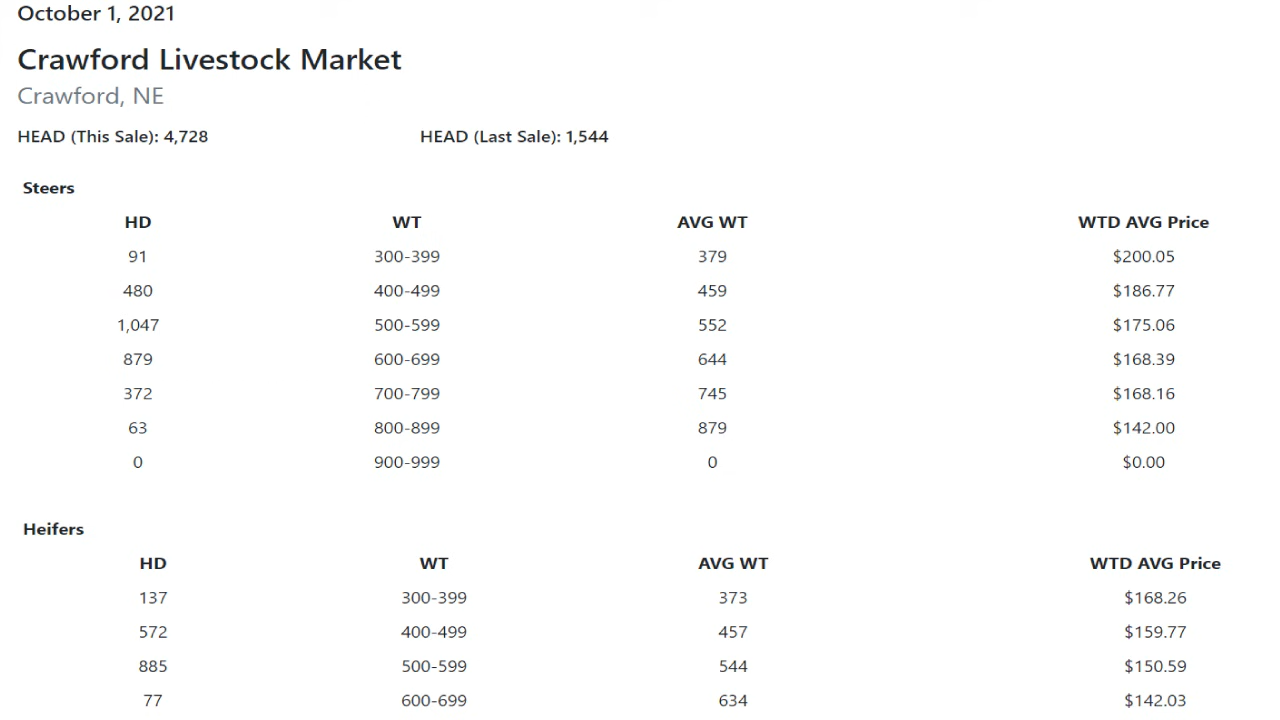 October 1, 2021
Crawford Livestock Market
Crawford, NE
HEAD (This Sale): 4,728 HEAD (Last Sale): 1,544
Steers
HD WT AVG WT WTD AVG Price
91 300-399 379 $200.05
480 400-499 459 $186.77
1,047 500-599 552 $175.06
879 600-699 644 $168.39
372 700-799 745 $168.16
63 800-899 879 $142.00
0 900-999 0 $0.00
Heifers
HD WT AVG WT WTD AVG Price
137 300-399 373 $168.26
572 400-499 457 $159.77
885 500-599 544 $150.59
77 600-699 634 $142.03